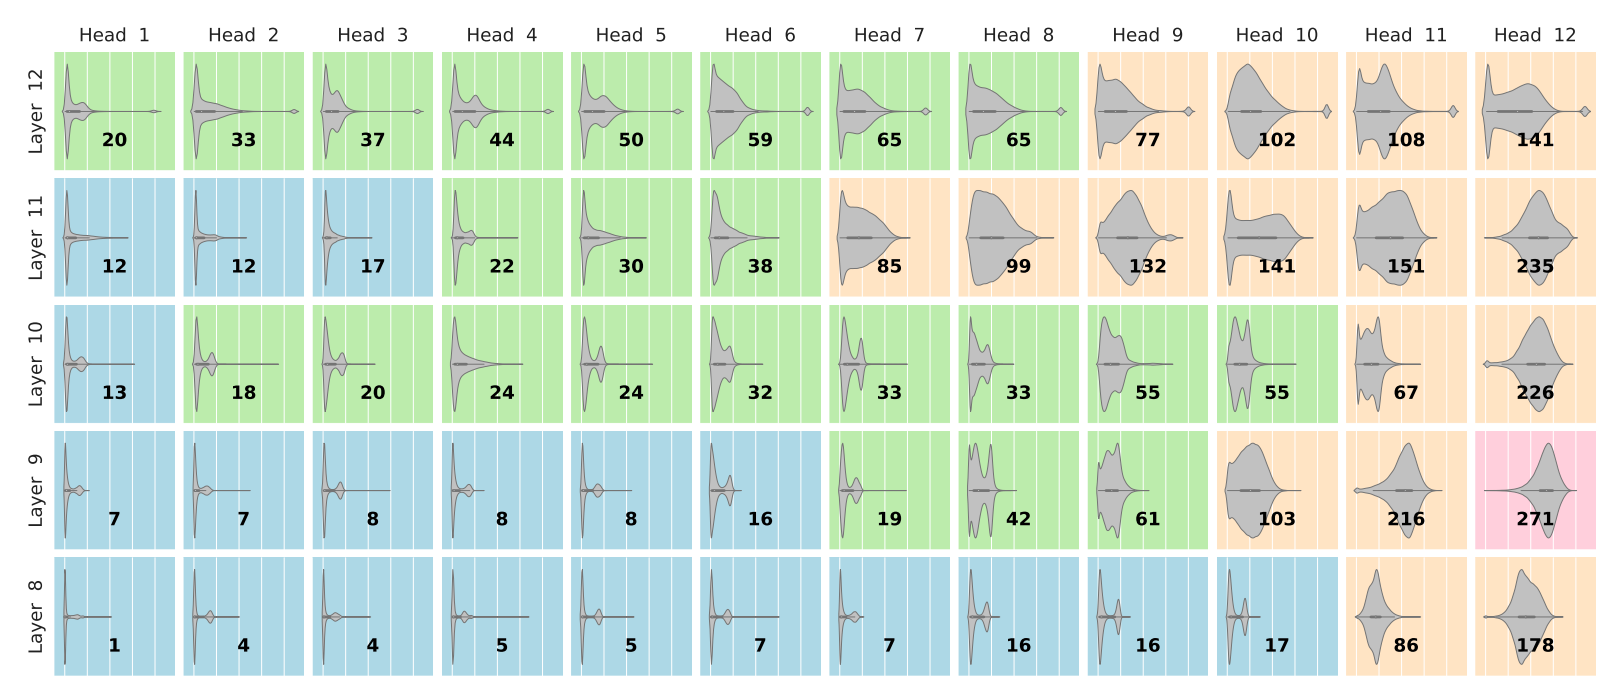 Head 1 Head 2 Head 3 Head 4 Head 5 Head 6 Head 7 Head 8 Head 9 Head 10 Head 11 Head 12
Layer 12
20 33 37 44 50 59 65 65 77 102 108 141
Layer 11
12 12 17 22 30 38 85 99 132 141 151 235
Layer 10
13 18 20 24 24 32 33 33 55 55 67 226
Layer 9
7 7 8 8 8 16 19 42 61 103 216 271
Layer 8
1 4 4 5 5 7 7 16 16 17 86 178